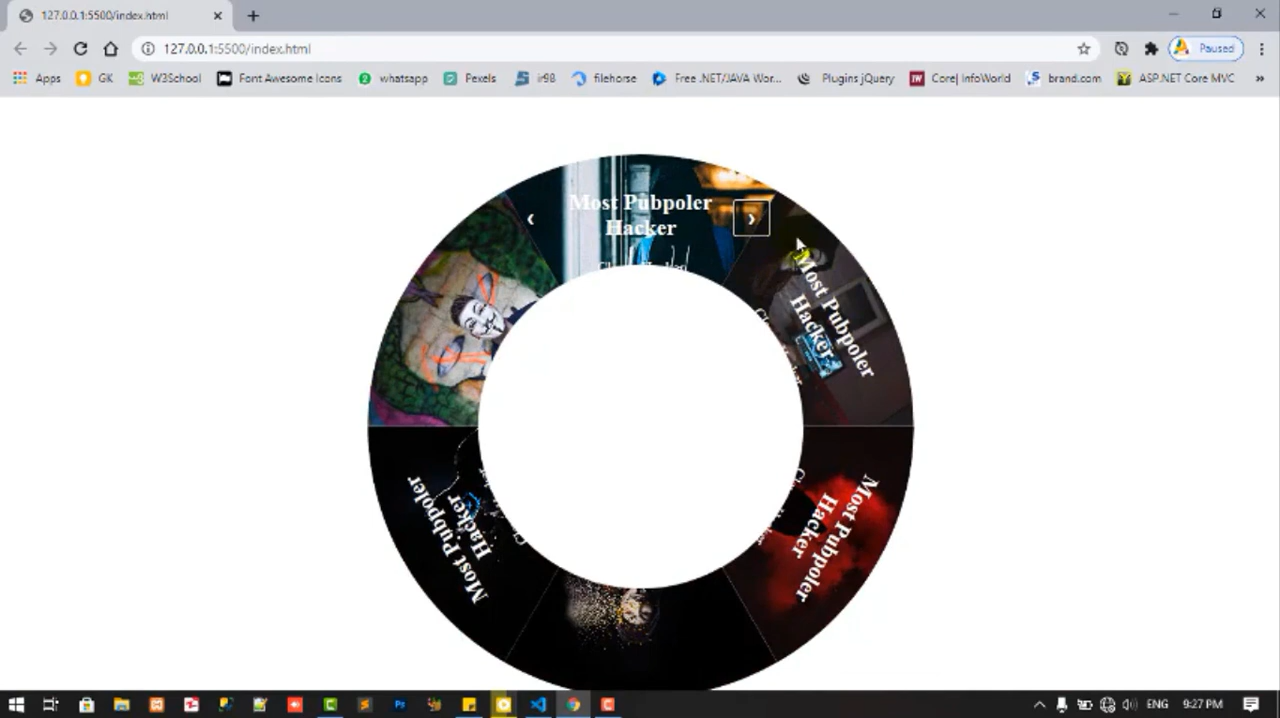 127.0.0.1:5500/index.html
127.0.0.1:5500/index.html
Paused
Apps
GK
W3School
Font Awesome Icons
whatsapp
Pexels
ir98
filehorse
Free .NET/JAVA Wor...
Plugins jQuery
Core| InfoWorld
brand.com
ASP.NET Core MVC
»
Most Pubpoler
Hacker
Most Pubpoler
Hacker
Most Pubpoler
Hacker
Most Pubpoler
Hacker
ENG
9:27 PM